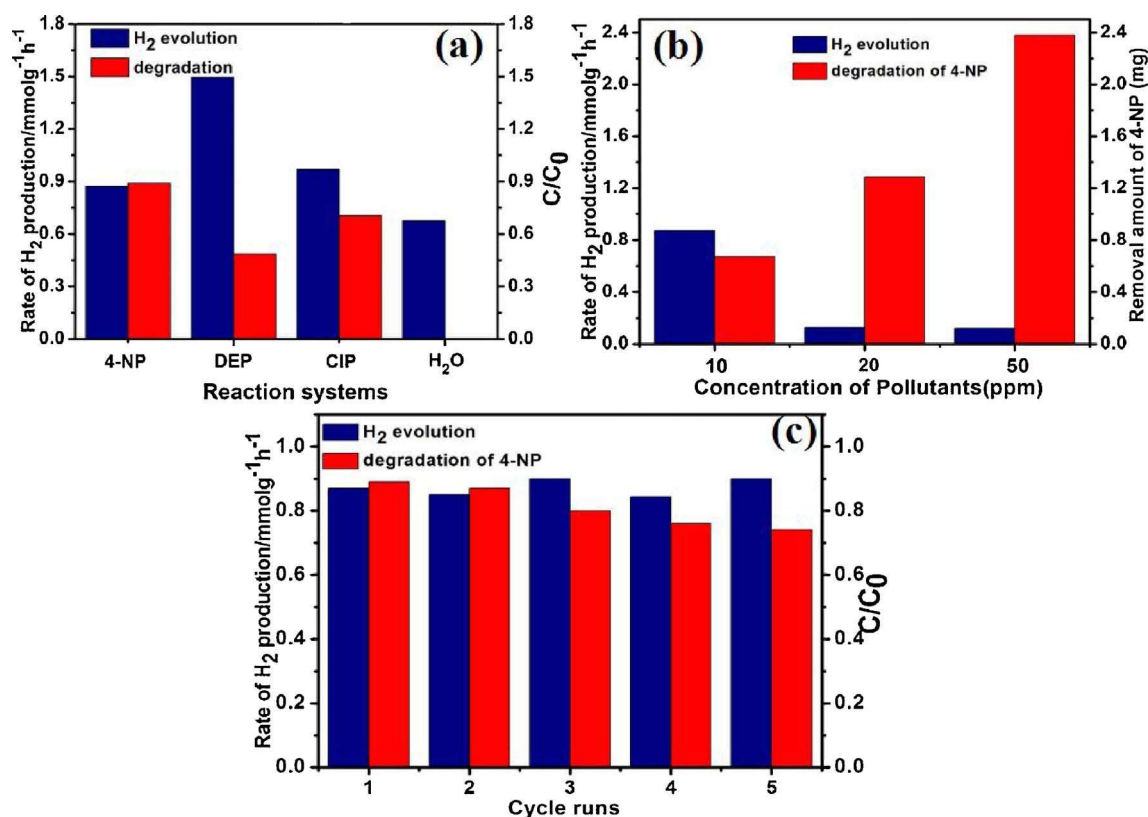 (a)
H2 evolution
degradation
Rate of H2 production/mmolg-1h-1
1.8
1.5
1.2
0.9
0.6
0.3
0.0
1.8
1.5
1.2
0.9
0.6
0.3
0.0
C/C0
4-NP DEP CIP H2O
Reaction systems
(b)
H2 evolution
degradation of 4-NP
Rate of H2 production/mmolg-1h-1
2.4
2.0
1.6
1.2
0.8
0.4
0.0
2.4
2.0
1.6
1.2
0.8
0.4
0.0
Removal amount of 4-NP (mg)
10 20 50
Concentration of Pollutants(ppm)
(c)
H2 evolution
degradation of 4-NP
Rate of H2 production/mmolg-1h-1
1.0
0.8
0.6
0.4
0.2
0.0
1.0
0.8
0.6
0.4
0.2
0.0
C/C0
1 2 3 4 5
Cycle runs